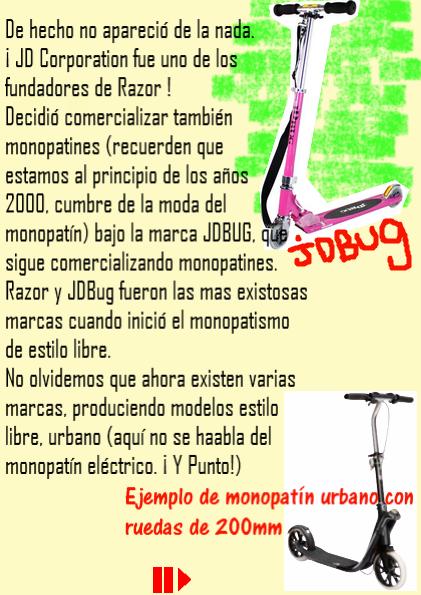 De hecho no apareció de la nada.
¡ JD Corporation fue uno de los
fundadores de Razor !
Decidió comercializar también
monopatines (recuerden que
estamos al principio de los años
2000, cumbre de la moda del
monopatín) bajo la marca JDBUG, que
sigue comercializando monopatines.
Razor y JDBug fueron las mas existosas
marcas cuando inició el monopatismo
de estilo libre.
No olvidemos que ahora existen varias
marcas, produciendo modelos estilo
libre, urbano (aquí no se haabla del
monopatín eléctrico. ¡ Y Punto!)
JDBUg
Ejemplo de monopatín urbano con
ruedas de 200mm